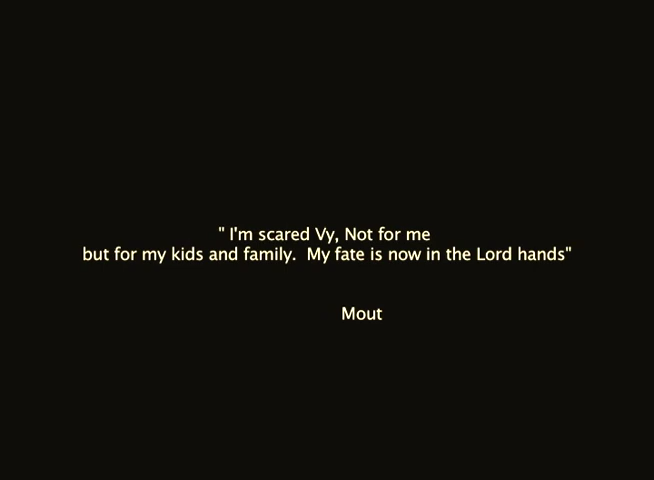 " I'm scared Vy, Not for me
but for my kids and family.  My fate is now in the Lord hands"
Mout